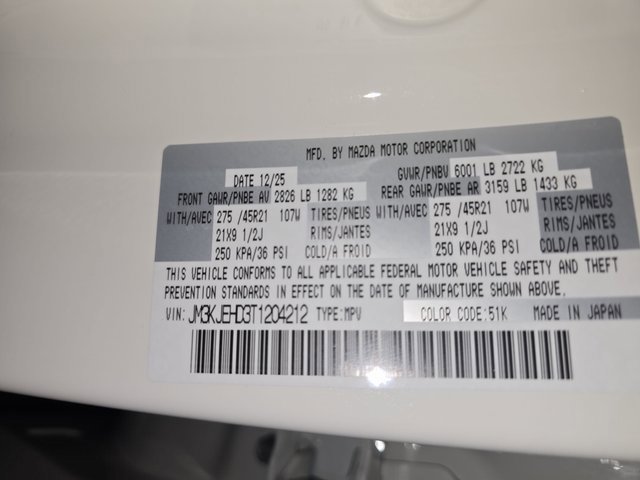 MFD. BY MAZDA MOTOR CORPORATION
DATE 12/25 GVWR/PNBV 6001 LB 2722 KG
FRONT GAWR/PNBE AV 2826 LB 1282 KG REAR GAWR/PNBE AR 3159 LB 1433 KG
WITH/AVEC 275 /45R21 107W TIRES/PNEUS WITH/AVEC 275 /45R21 107W TIRES/PNEUS
21X9 1/2J RIMS/JANTES 21X9 1/2J RIMS/JANTES
250 KPA/36 PSI COLD/A FROID 250 KPA/36 PSI COLD/A FROID
THIS VEHICLE CONFORMS TO ALL APPLICABLE FEDERAL MOTOR VEHICLE SAFETY AND THEFT
PREVENTION STANDARDS IN EFFECT ON THE DATE OF MANUFACTURE SHOWN ABOVE.
VIN: JM3KJEHD3T1204212 TYPE:MPV COLOR CODE:51K MADE IN JAPAN